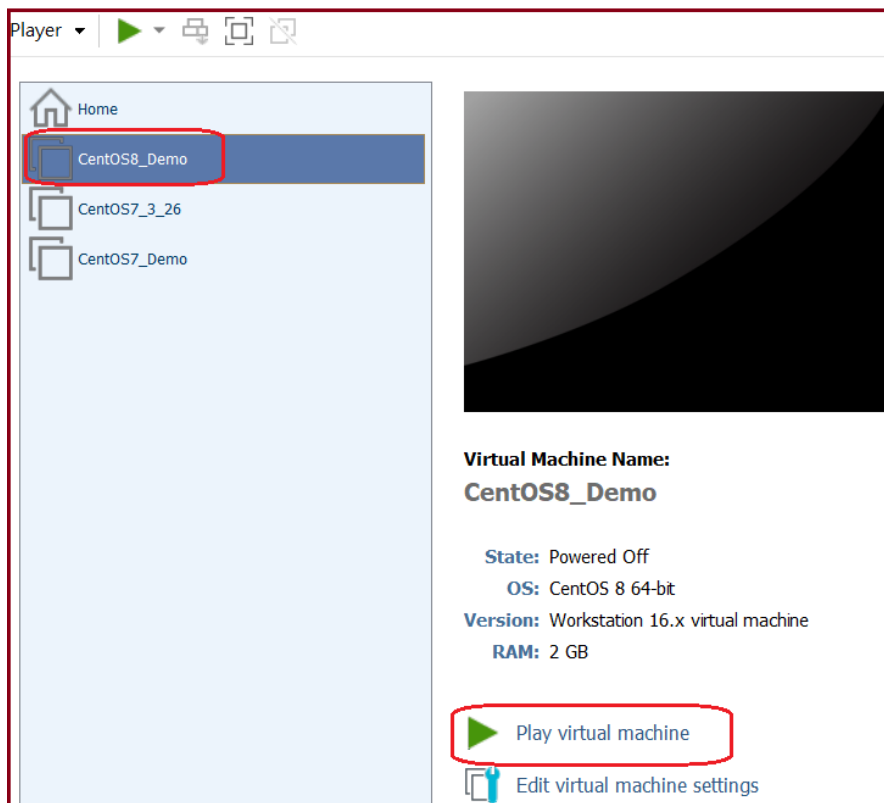 Player
Home
CentOS8_Demo
CentOS7_3_26
CentOS7_Demo
Virtual Machine Name:
CentOS8_Demo
State: Powered Off
OS: CentOS 8 64-bit
Version: Workstation 16.x virtual machine
RAM: 2 GB
Play virtual machine
Edit virtual machine settings